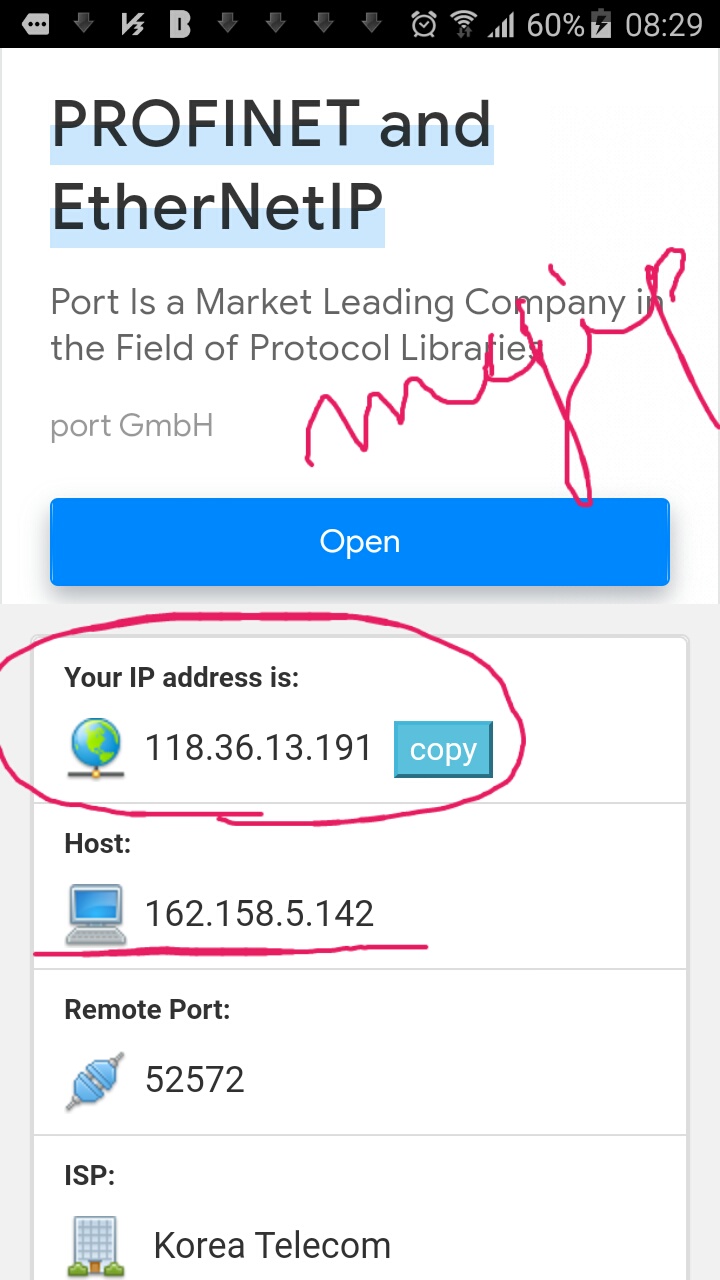 60% 08:29
PROFINET and
EtherNetIP
Port Is a Market Leading Company in
the Field of Protocol Libraries
port GmbH
Open
Your IP address is:
118.36.13.191 copy
Host:
162.158.5.142
Remote Port:
52572
ISP:
Korea Telecom